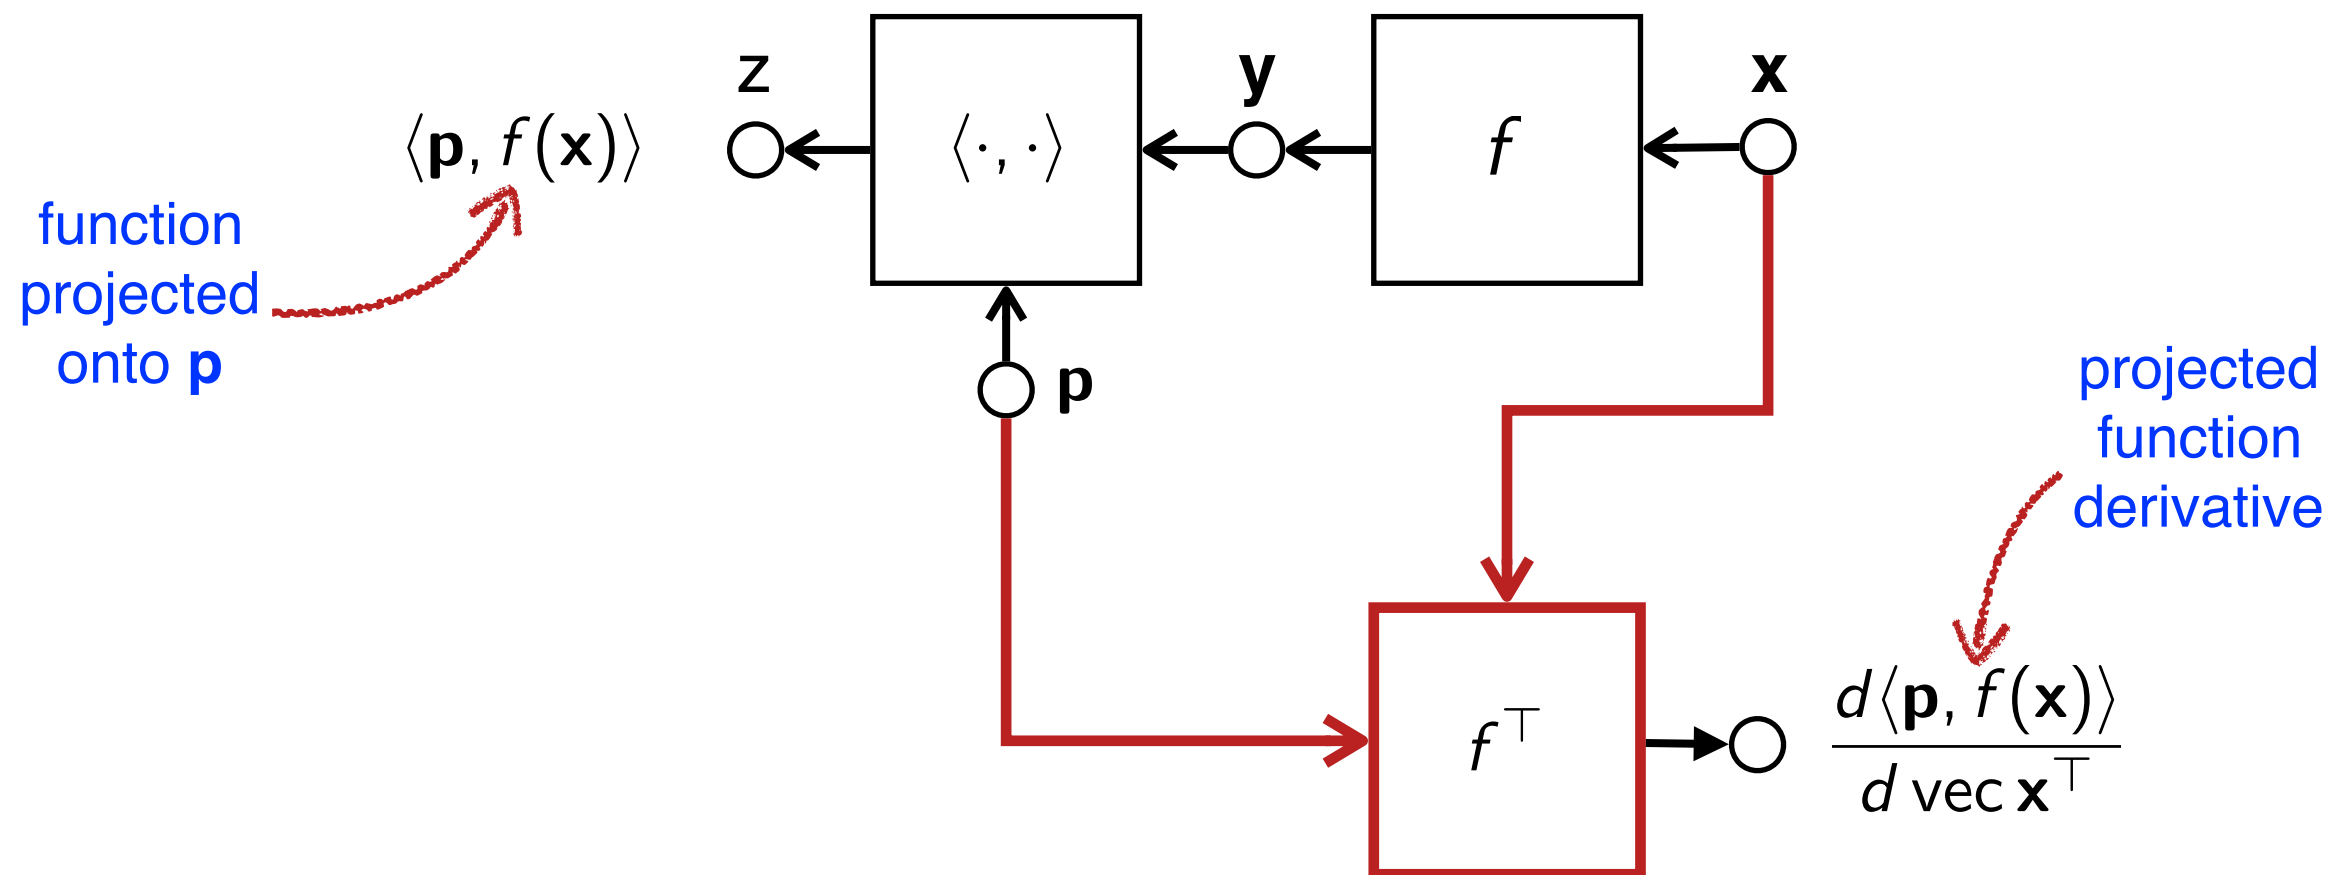 z
y
x
⟨p, f(x)⟩
⟨·, ·⟩
f
function
projected
onto p
p
projected
function
derivative
f⊤
d⟨p, f(x)⟩
d vec x⊤